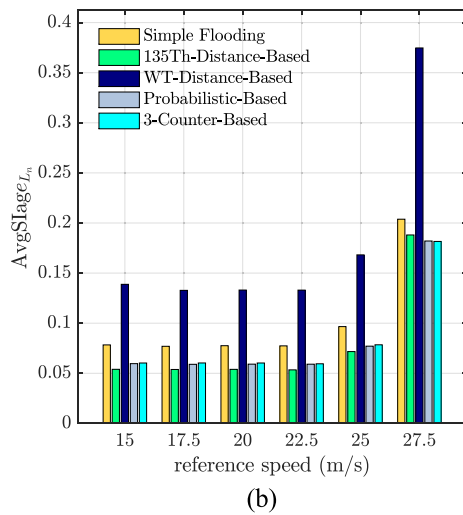 0.4
0.35
0.3
0.25
0.2
0.15
0.1
0.05
0
AvgSIage_{L_n}
Simple Flooding
135Th-Distance-Based
WT-Distance-Based
Probabilistic-Based
3-Counter-Based
15 17.5 20 22.5 25 27.5
reference speed (m/s)
(b)